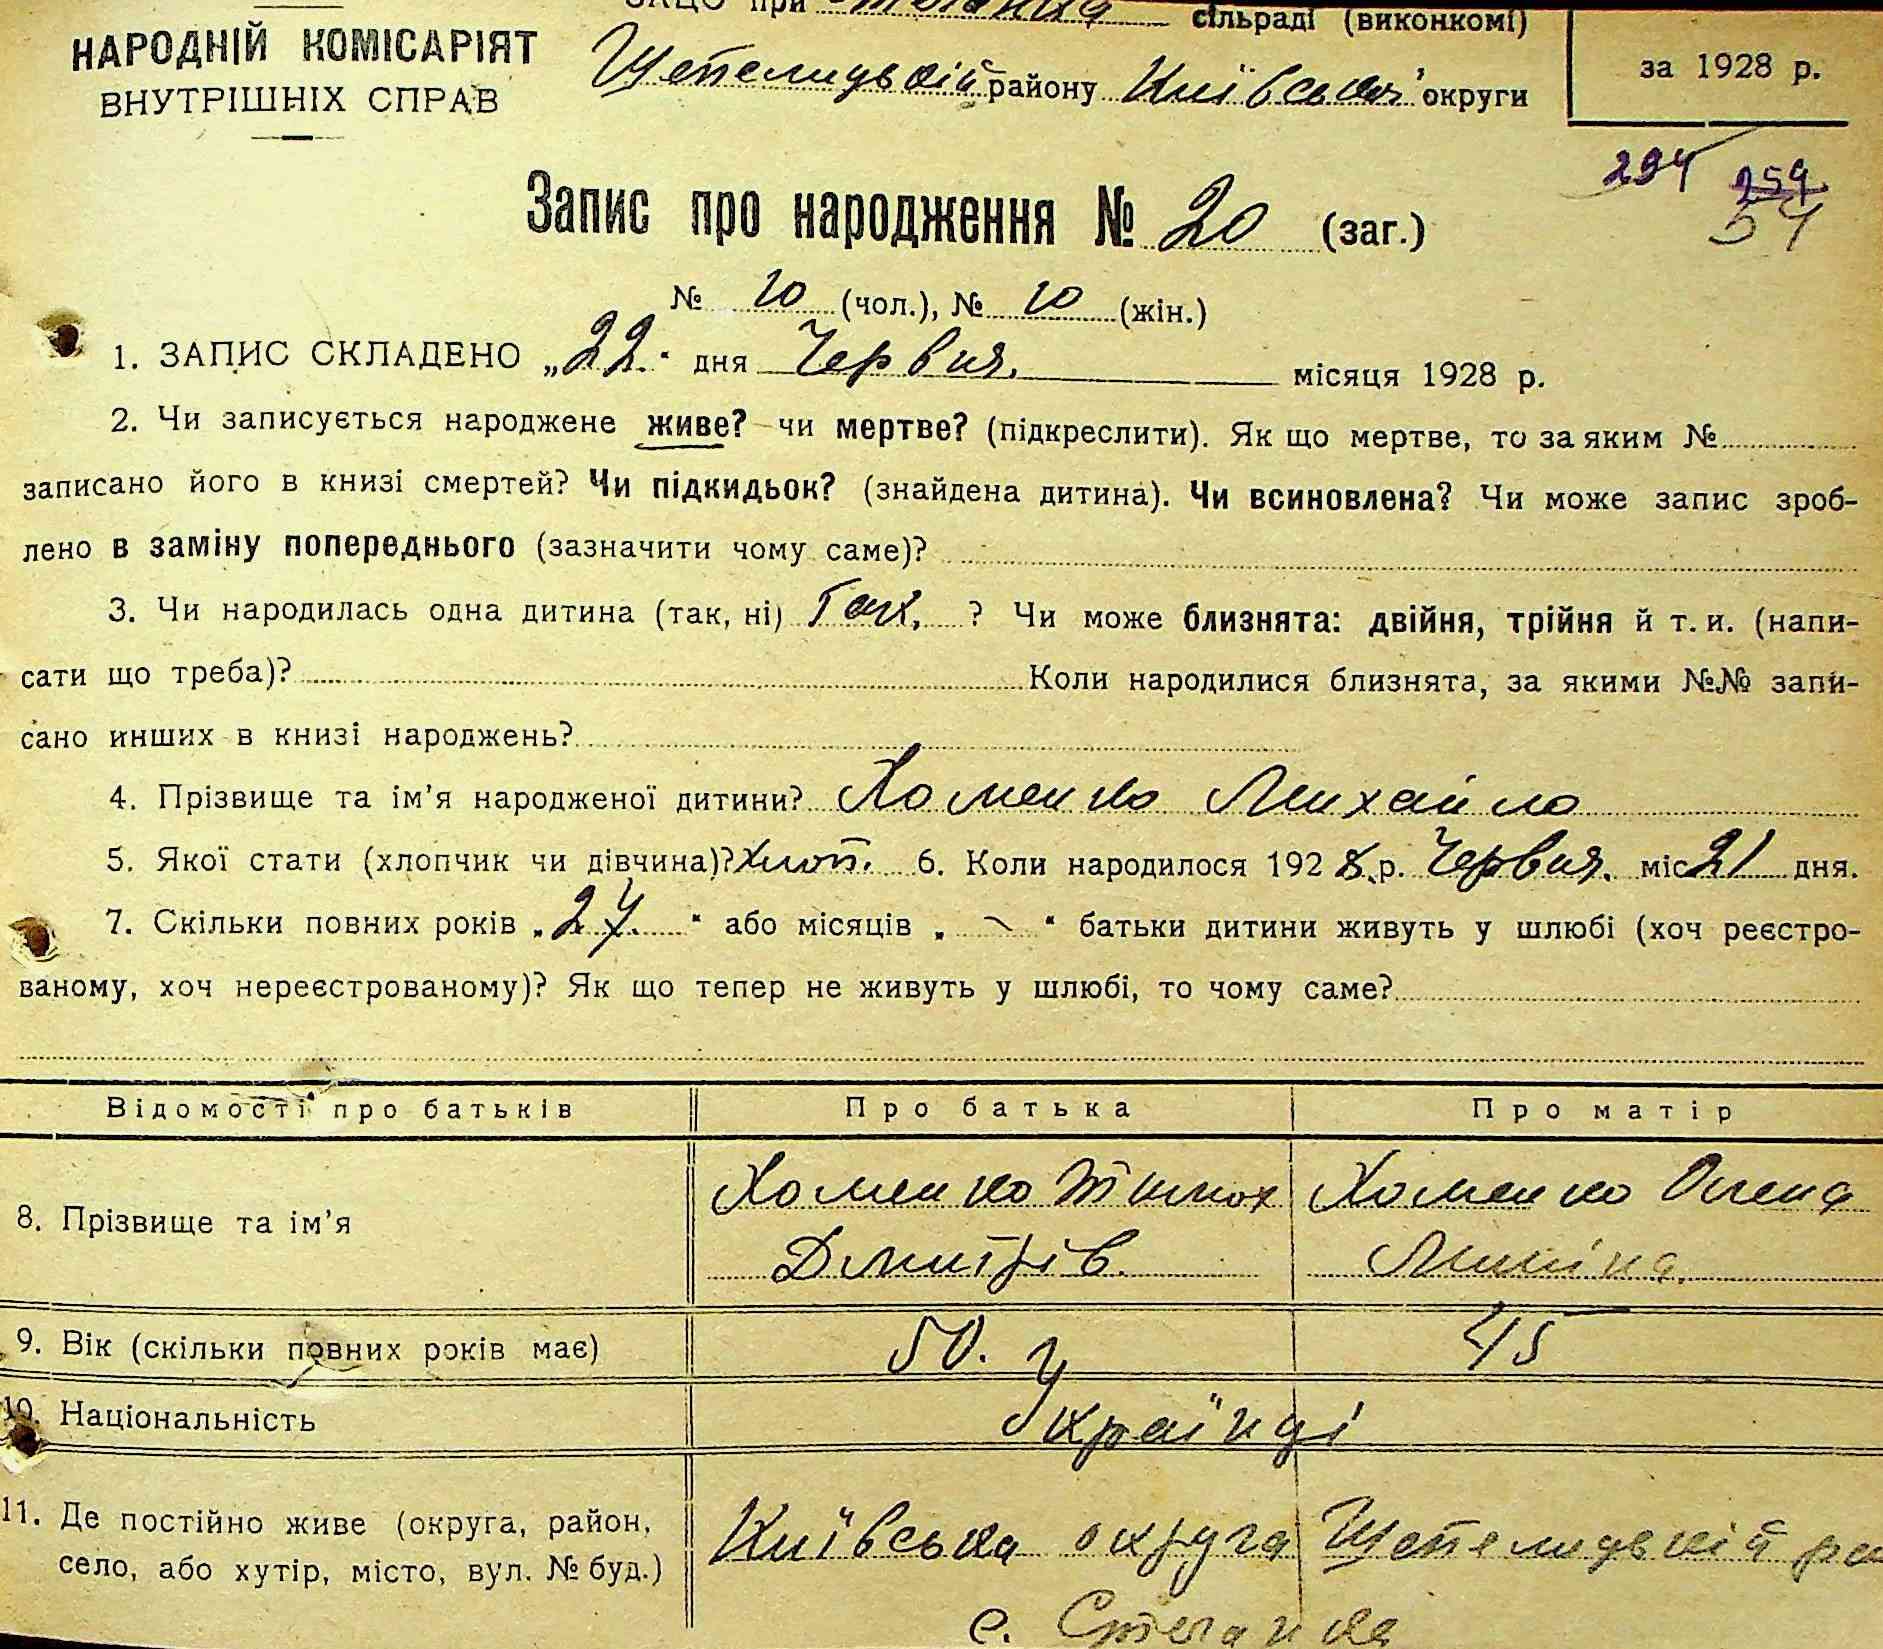 НАРОДНІЙ КОМІСАРІЯТ
ВНУТРІШНІХ СПРАВ
ЗАЦС при сільраді (виконкомі)
району Київської округи
за 1928 р.
294 259
54
Запис про народження № 20 (заг.)
№ 10 (чол.), № 10 (жін.)
1. ЗАПИС СКЛАДЕНО „22" дня Червня. місяця 1928 р.
2. Чи записується народжене живе? чи мертве? (підкреслити). Як що мертве, то за яким №
записано його в книзі смертей? Чи підкидьок? (знайдена дитина). Чи всиновлена? Чи може запис зроб-
лено в заміну попереднього (зазначити чому саме)?
3. Чи народилась одна дитина (так, ні) Так. ? Чи може близнята: двійня, трійня й т. и. (напи-
сати що треба)? Коли народилися близнята, за якими №№ запи-
сано инших в книзі народжень?
4. Прізвище та ім'я народженої дитини? Хоменко Михайло
5. Якої стати (хлопчик чи дівчина)? Хлоп. 6. Коли народилося 1928 р. Червня. міс 21 дня.
7. Скільки повних років „27" або місяців „ – " батьки дитини живуть у шлюбі (хоч реєстро-
ваному, хоч нереєстрованому)? Як що тепер не живуть у шлюбі, то чому саме?
Відомості про батьків Про батька Про матір
8. Прізвище та ім'я Хоменко Тимох Хоменко Олена
Дмитрів.
9. Вік (скільки повних років має) 50. 45
10. Національність Українці
11. Де постійно живе (округа, район, село, або хутір, місто, вул. № буд.) Київська округа
с. Стечанка